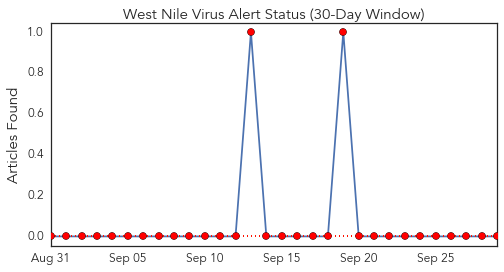 West Nile Virus Alert Status (30-Day Window)
Articles Found
1.0
0.8
0.6
0.4
0.2
0.0
Aug 31 Sep 05 Sep 10 Sep 15 Sep 20 Sep 25